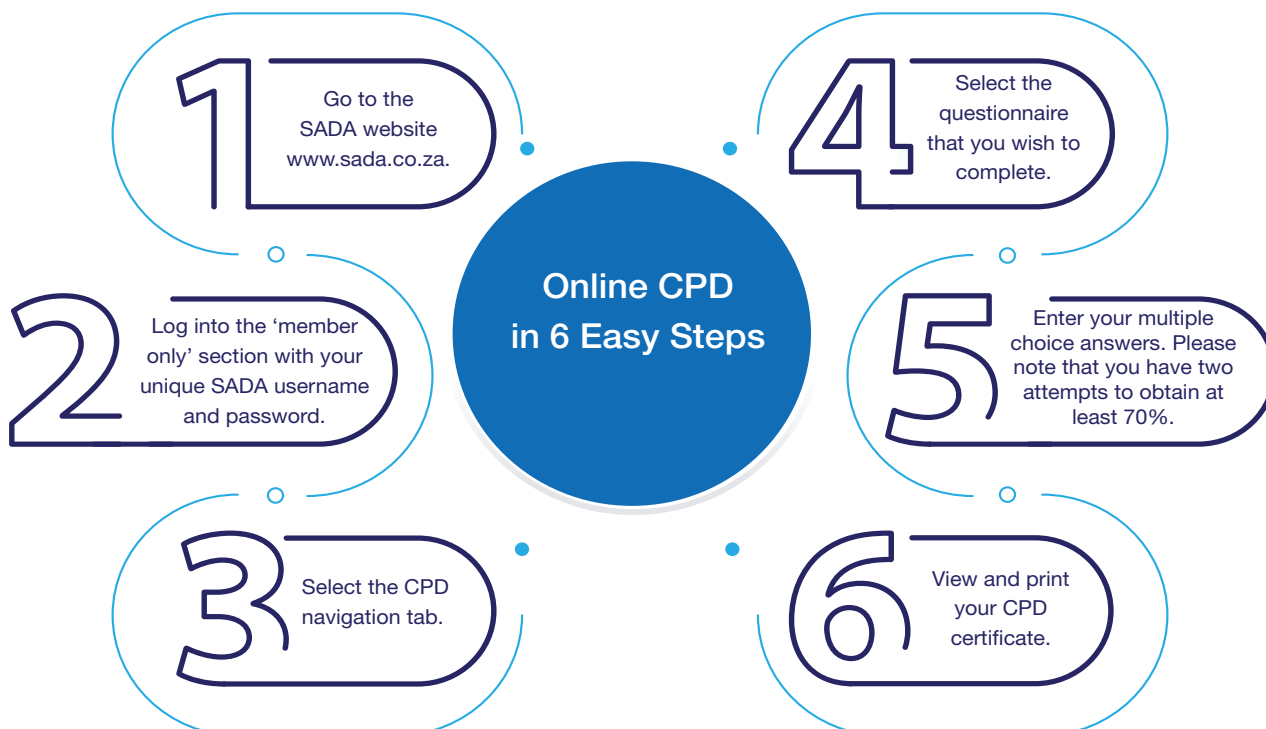 Online CPD
in 6 Easy Steps
1
Go to the
SADA website
www.sada.co.za.
2
Log into the ‘member
only’ section with your
unique SADA username
and password.
3
Select the CPD
navigation tab.
4
Select the
questionnaire
that you wish to
complete.
5
Enter your multiple
choice answers. Please
note that you have two
attempts to obtain at
least 70%.
6
View and print
your CPD
certificate.